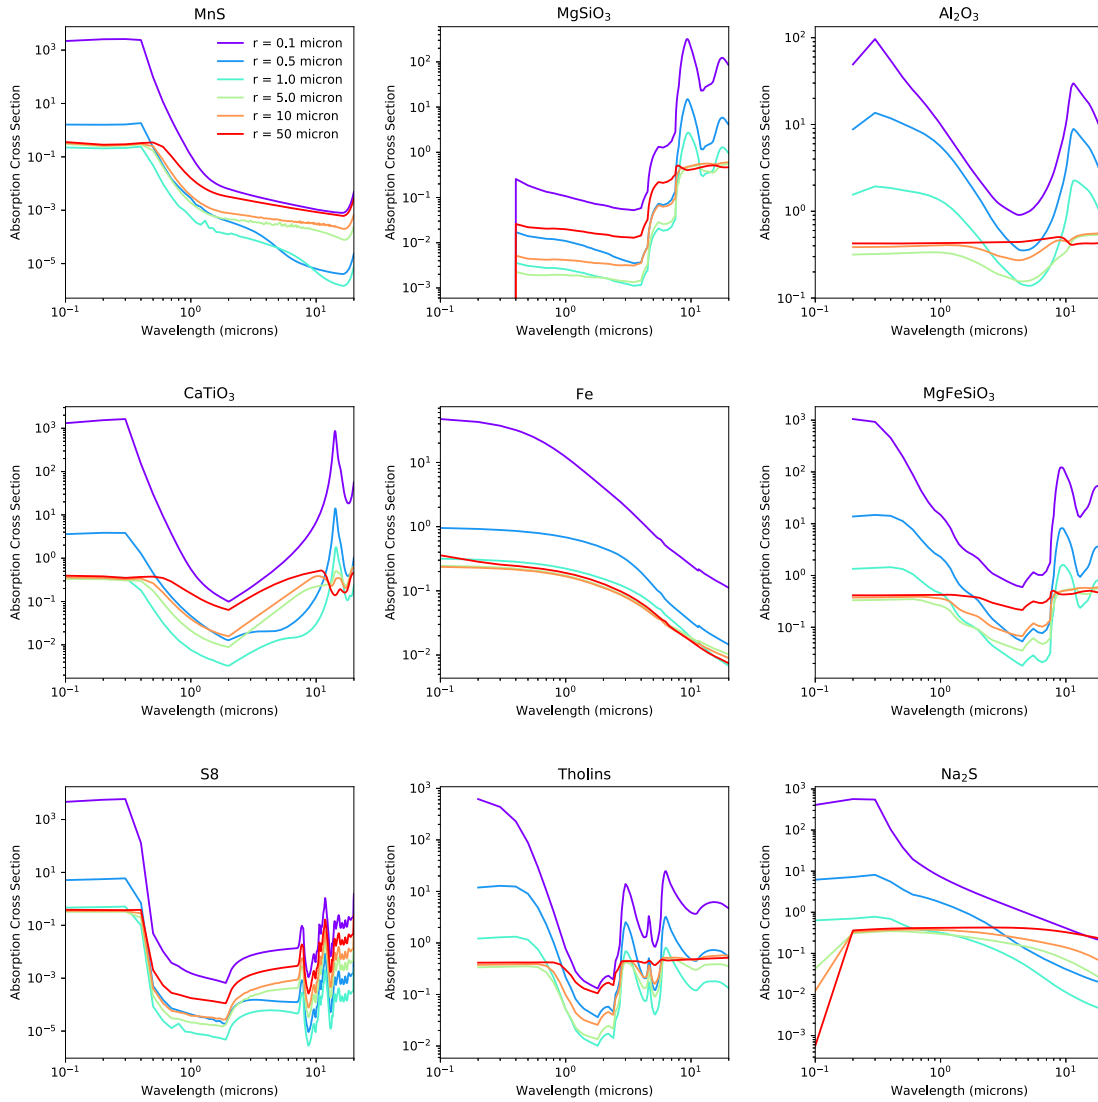 MnS
MgSiO₃
Al₂O₃
Absorption Cross Section
10³
10¹
10⁻¹
10⁻³
10⁻⁵
r = 0.1 micron
r = 0.5 micron
r = 1.0 micron
r = 5.0 micron
r = 10 micron
r = 50 micron
10⁻¹
10⁰
10¹
Wavelength (microns)
Absorption Cross Section
10²
10¹
10⁰
10⁻¹
10⁻²
10⁻³
10⁻¹
10⁰
10¹
Wavelength (microns)
Absorption Cross Section
10²
10¹
10⁰
10⁻¹
10⁻¹
10⁰
10¹
Wavelength (microns)
CaTiO₃
Fe
MgFeSiO₃
Absorption Cross Section
10³
10²
10¹
10⁰
10⁻¹
10⁻²
10⁻¹
10⁰
10¹
Wavelength (microns)
Absorption Cross Section
10¹
10⁰
10⁻¹
10⁻²
10⁻¹
10⁰
10¹
Wavelength (microns)
Absorption Cross Section
10³
10²
10¹
10⁰
10⁻¹
10⁻¹
10⁰
10¹
Wavelength (microns)
S8
Tholins
Na₂S
Absorption Cross Section
10³
10¹
10⁻¹
10⁻³
10⁻⁵
10⁻¹
10⁰
10¹
Wavelength (microns)
Absorption Cross Section
10³
10²
10¹
10⁰
10⁻¹
10⁻²
10⁻¹
10⁰
10¹
Wavelength (microns)
Absorption Cross Section
10³
10²
10¹
10⁰
10⁻¹
10⁻²
10⁻³
10⁻¹
10⁰
10¹
Wavelength (microns)